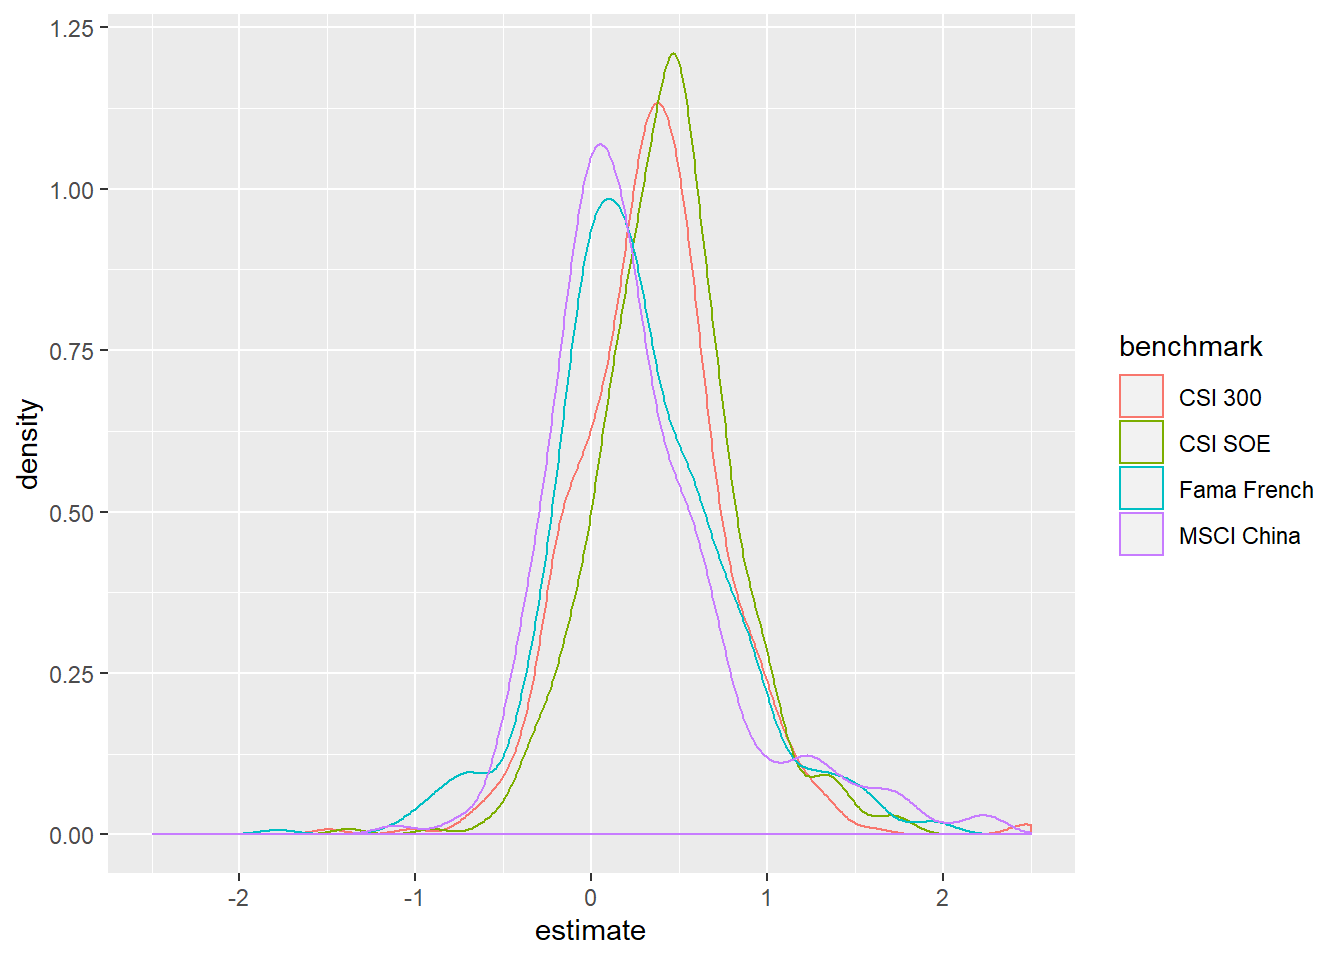 1.25
1.00
0.75
0.50
0.25
0.00
density
-2
-1
0
1
2
estimate
benchmark
CSI 300
CSI SOE
Fama French
MSCI China